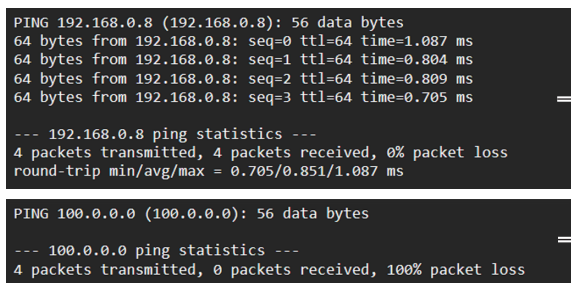 PING 192.168.0.8 (192.168.0.8): 56 data bytes
64 bytes from 192.168.0.8: seq=0 ttl=64 time=1.087 ms
64 bytes from 192.168.0.8: seq=1 ttl=64 time=0.804 ms
64 bytes from 192.168.0.8: seq=2 ttl=64 time=0.809 ms
64 bytes from 192.168.0.8: seq=3 ttl=64 time=0.705 ms
--- 192.168.0.8 ping statistics ---
4 packets transmitted, 4 packets received, 0% packet loss
round-trip min/avg/max = 0.705/0.851/1.087 ms
PING 100.0.0.0 (100.0.0.0): 56 data bytes
--- 100.0.0.0 ping statistics ---
4 packets transmitted, 0 packets received, 100% packet loss